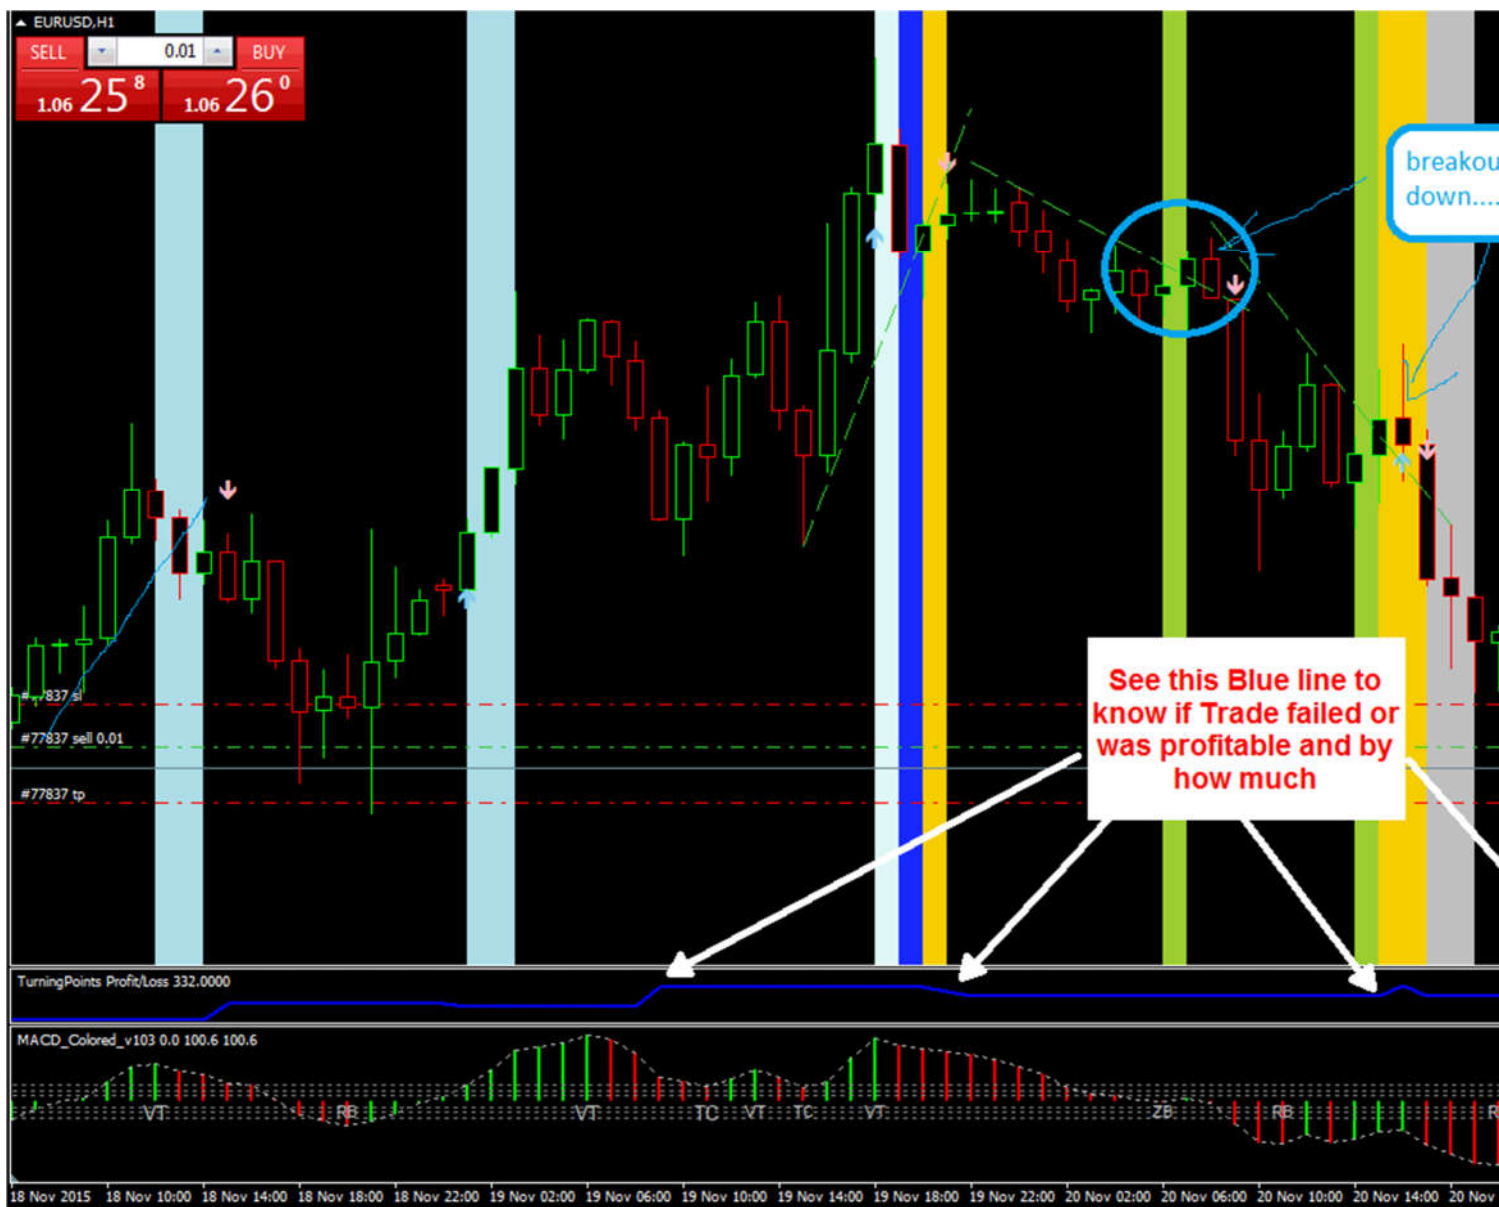 EURUSD,H1
SELL 0.01 BUY
1.06 25 8 1.06 26 0
breakou
down....
#77837 sl
#77837 sell 0.01
#77837 tp
See this Blue line to
know if Trade failed or
was profitable and by
how much
TurningPoints Profit/Loss 332.0000
MACD_Colored_v103 0.0 100.6 100.6
VT RB VT TC VT TC VT ZB RB R
18 Nov 2015 18 Nov 10:00 18 Nov 14:00 18 Nov 18:00 18 Nov 22:00 19 Nov 02:00 19 Nov 06:00 19 Nov 10:00 19 Nov 14:00 19 Nov 18:00 19 Nov 22:00 20 Nov 02:00 20 Nov 06:00 20 Nov 10:00 20 Nov 14:00 20 Nov